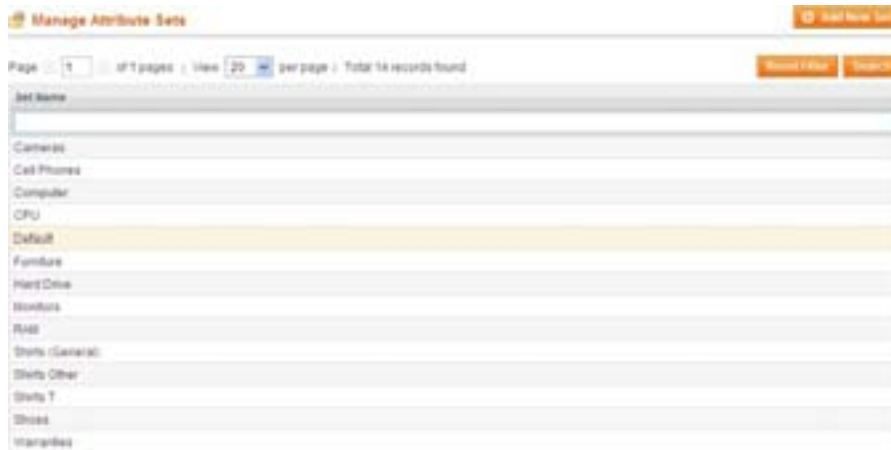 Manage Attribute Sets
Add New Set
Page 1 of 1 pages | View 20 per page | Total 14 records found
Reset Filter Search
Set Name
Cameras
Cell Phones
Computer
CPU
Default
Furniture
Hard Drive
Monitors
RAM
Shirts (General)
Shirts Other
Shirts T
Shoes
Warranties